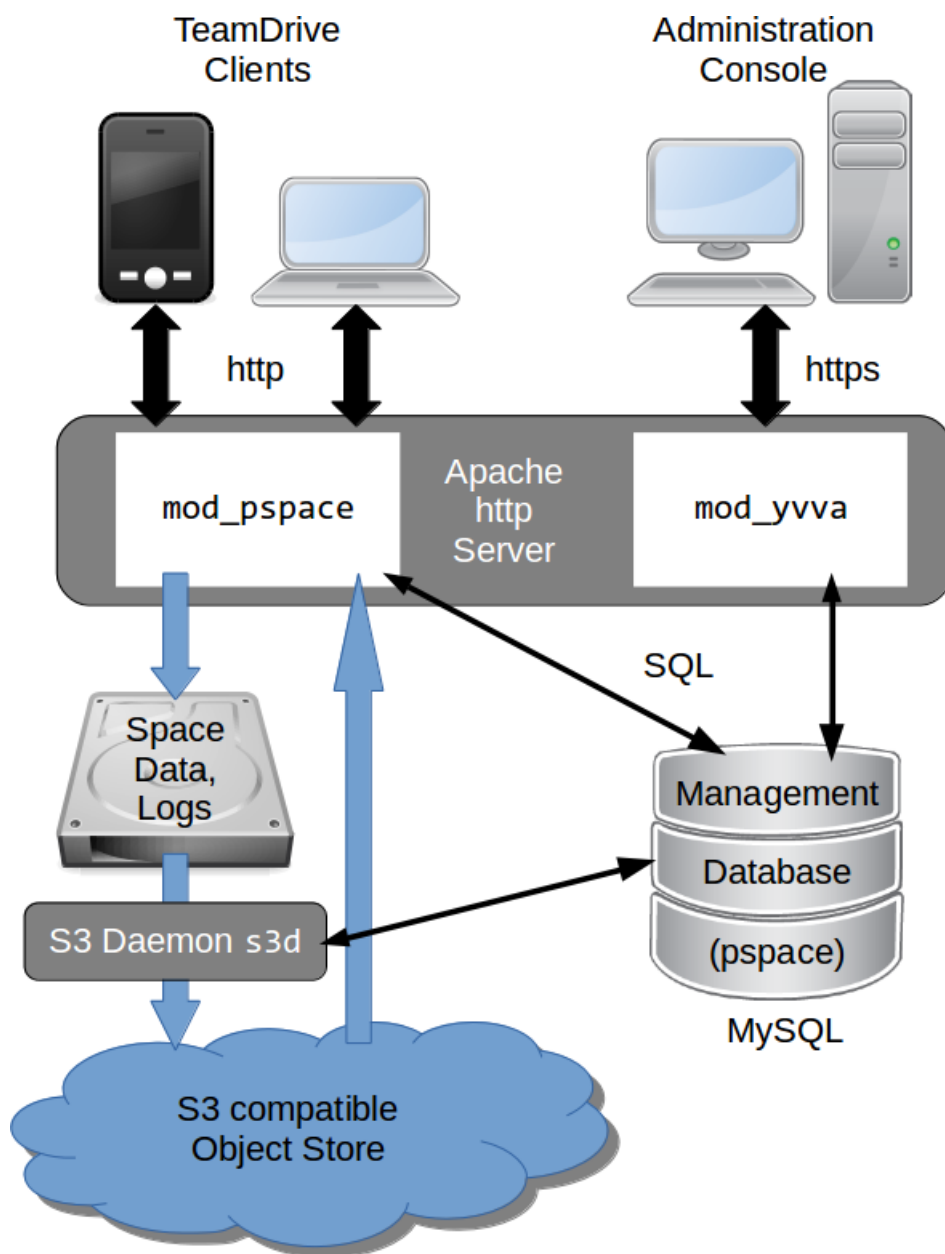 TeamDrive
Clients
Administration
Console
http
https
mod_pspace
Apache
http
Server
mod_yvva
SQL
Space
Data,
Logs
Management
Database
(pspace)
S3 Daemon s3d
MySQL
S3 compatible
Object Store